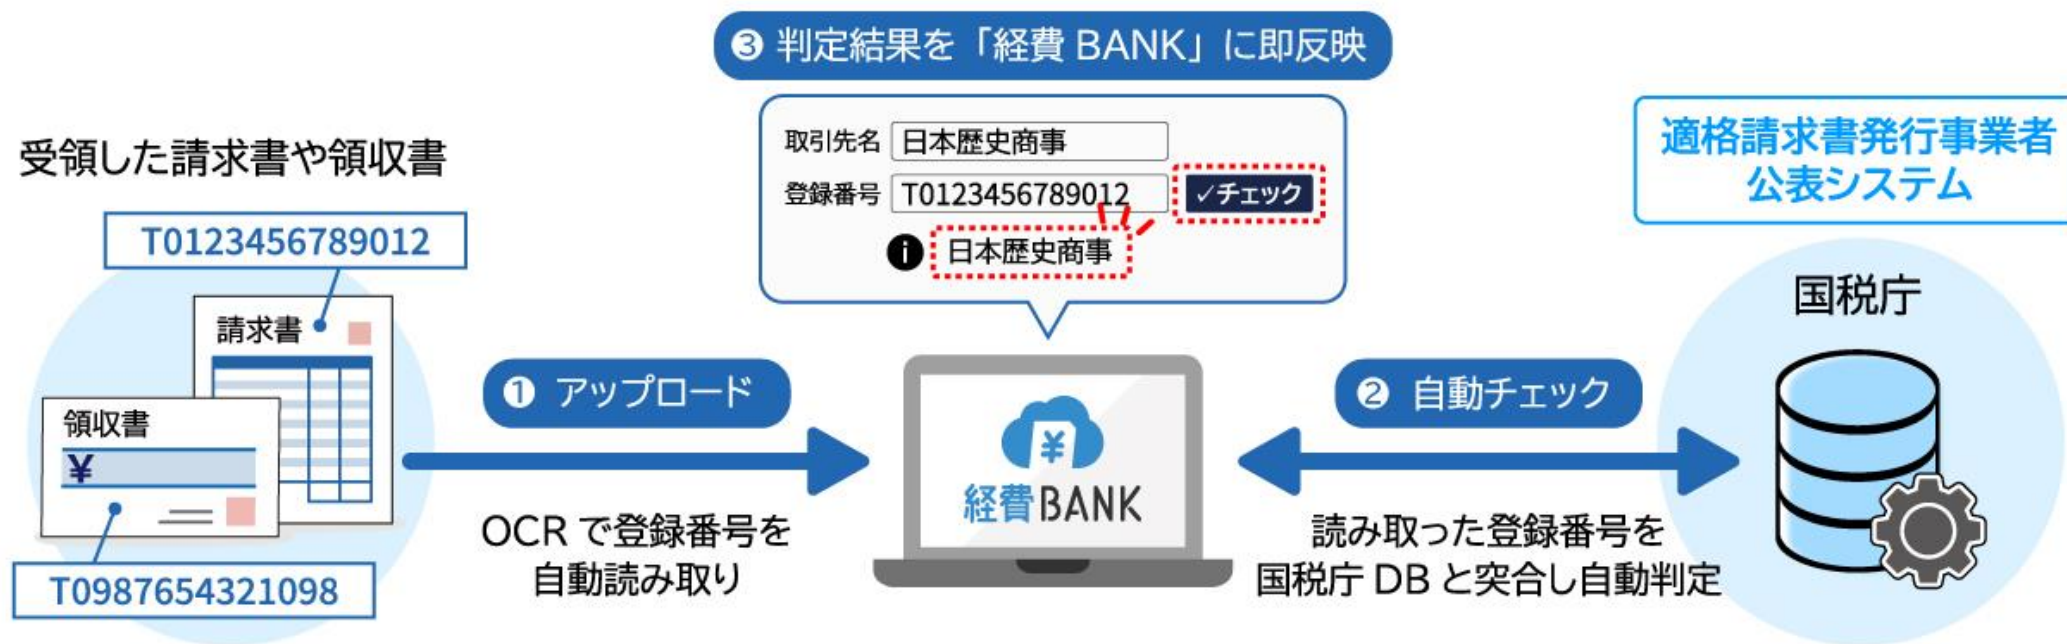 ❸ 判定結果を「経費 BANK」に即反映
取引先名 日本歴史商事
登録番号 T0123456789012 ✓チェック
i 日本歴史商事
受領した請求書や領収書
T0123456789012
請求書
領収書
¥
T0987654321098
❶ アップロード
OCR で登録番号を
自動読み取り
¥
経費BANK
❷ 自動チェック
読み取った登録番号を
国税庁 DB と突合し自動判定
適格請求書発行事業者
公表システム
国税庁